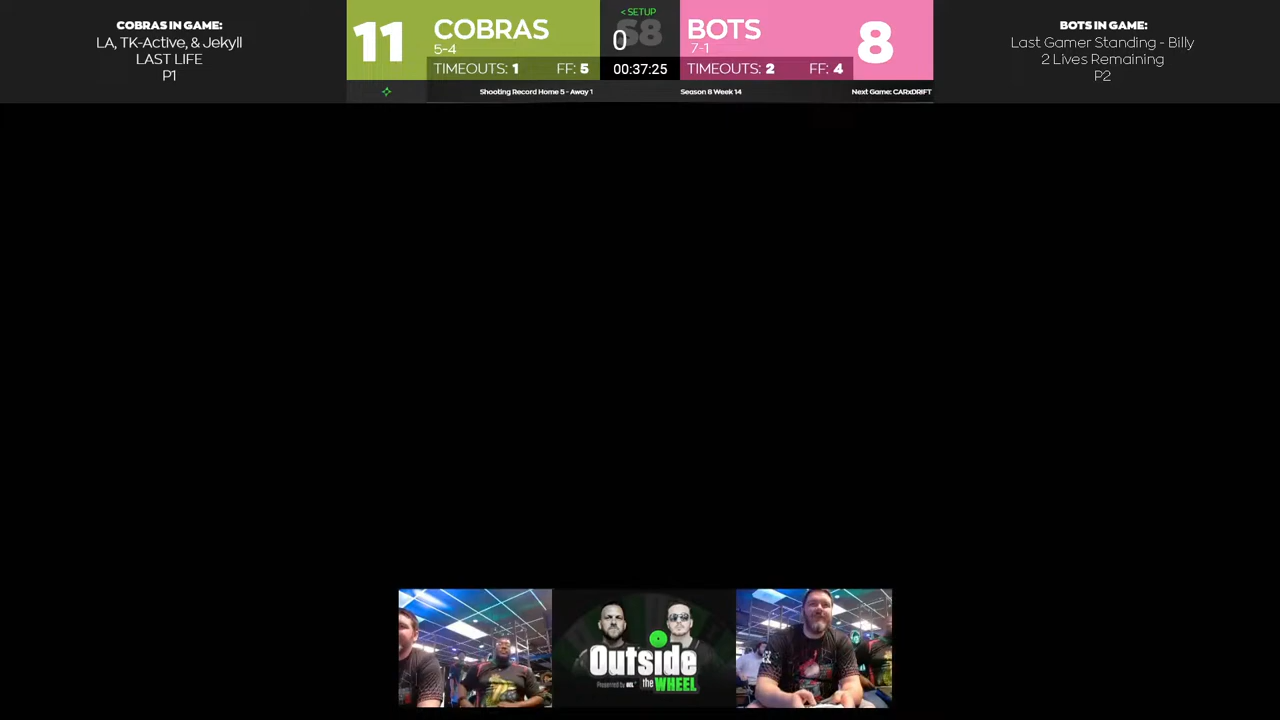 COBRAS IN GAME:
LA, TK-Active, & Jekyll
LAST LIFE
P1
11
COBRAS
5-4
TIMEOUTS: 1 FF: 5
< SETUP
S8
0
00:37:25
BOTS
7-1
TIMEOUTS: 2 FF: 4
8
Shooting Record Home 5 - Away 1
Season 8 Week 14
Next Game: CARxDRIFT
BOTS IN GAME:
Last Gamer Standing - Billy
2 Lives Remaining
P2
Outside
the WHEEL